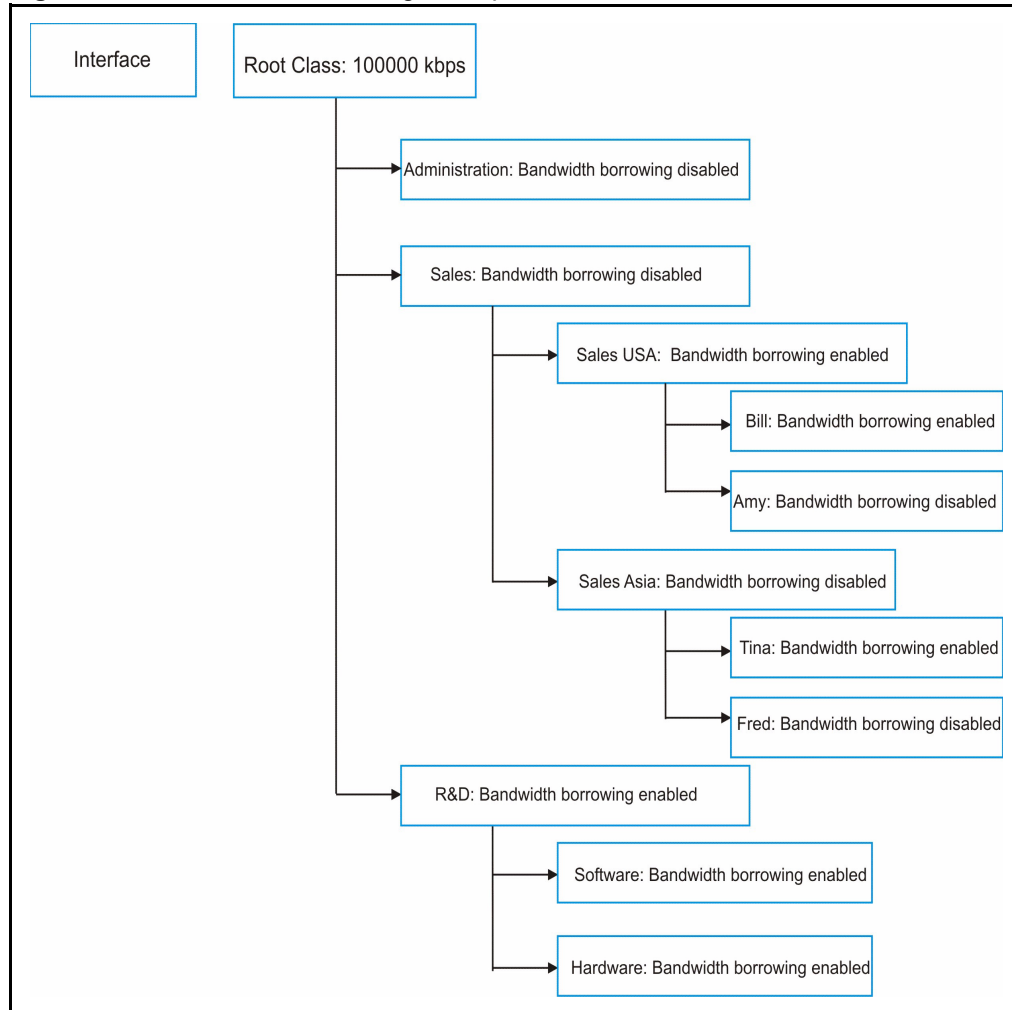 Interface
Root Class: 100000 kbps
Administration: Bandwidth borrowing disabled
Sales: Bandwidth borrowing disabled
Sales USA: Bandwidth borrowing enabled
Bill: Bandwidth borrowing enabled
Amy: Bandwidth borrowing disabled
Sales Asia: Bandwidth borrowing disabled
Tina: Bandwidth borrowing enabled
Fred: Bandwidth borrowing disabled
R&D: Bandwidth borrowing enabled
Software: Bandwidth borrowing enabled
Hardware: Bandwidth borrowing enabled